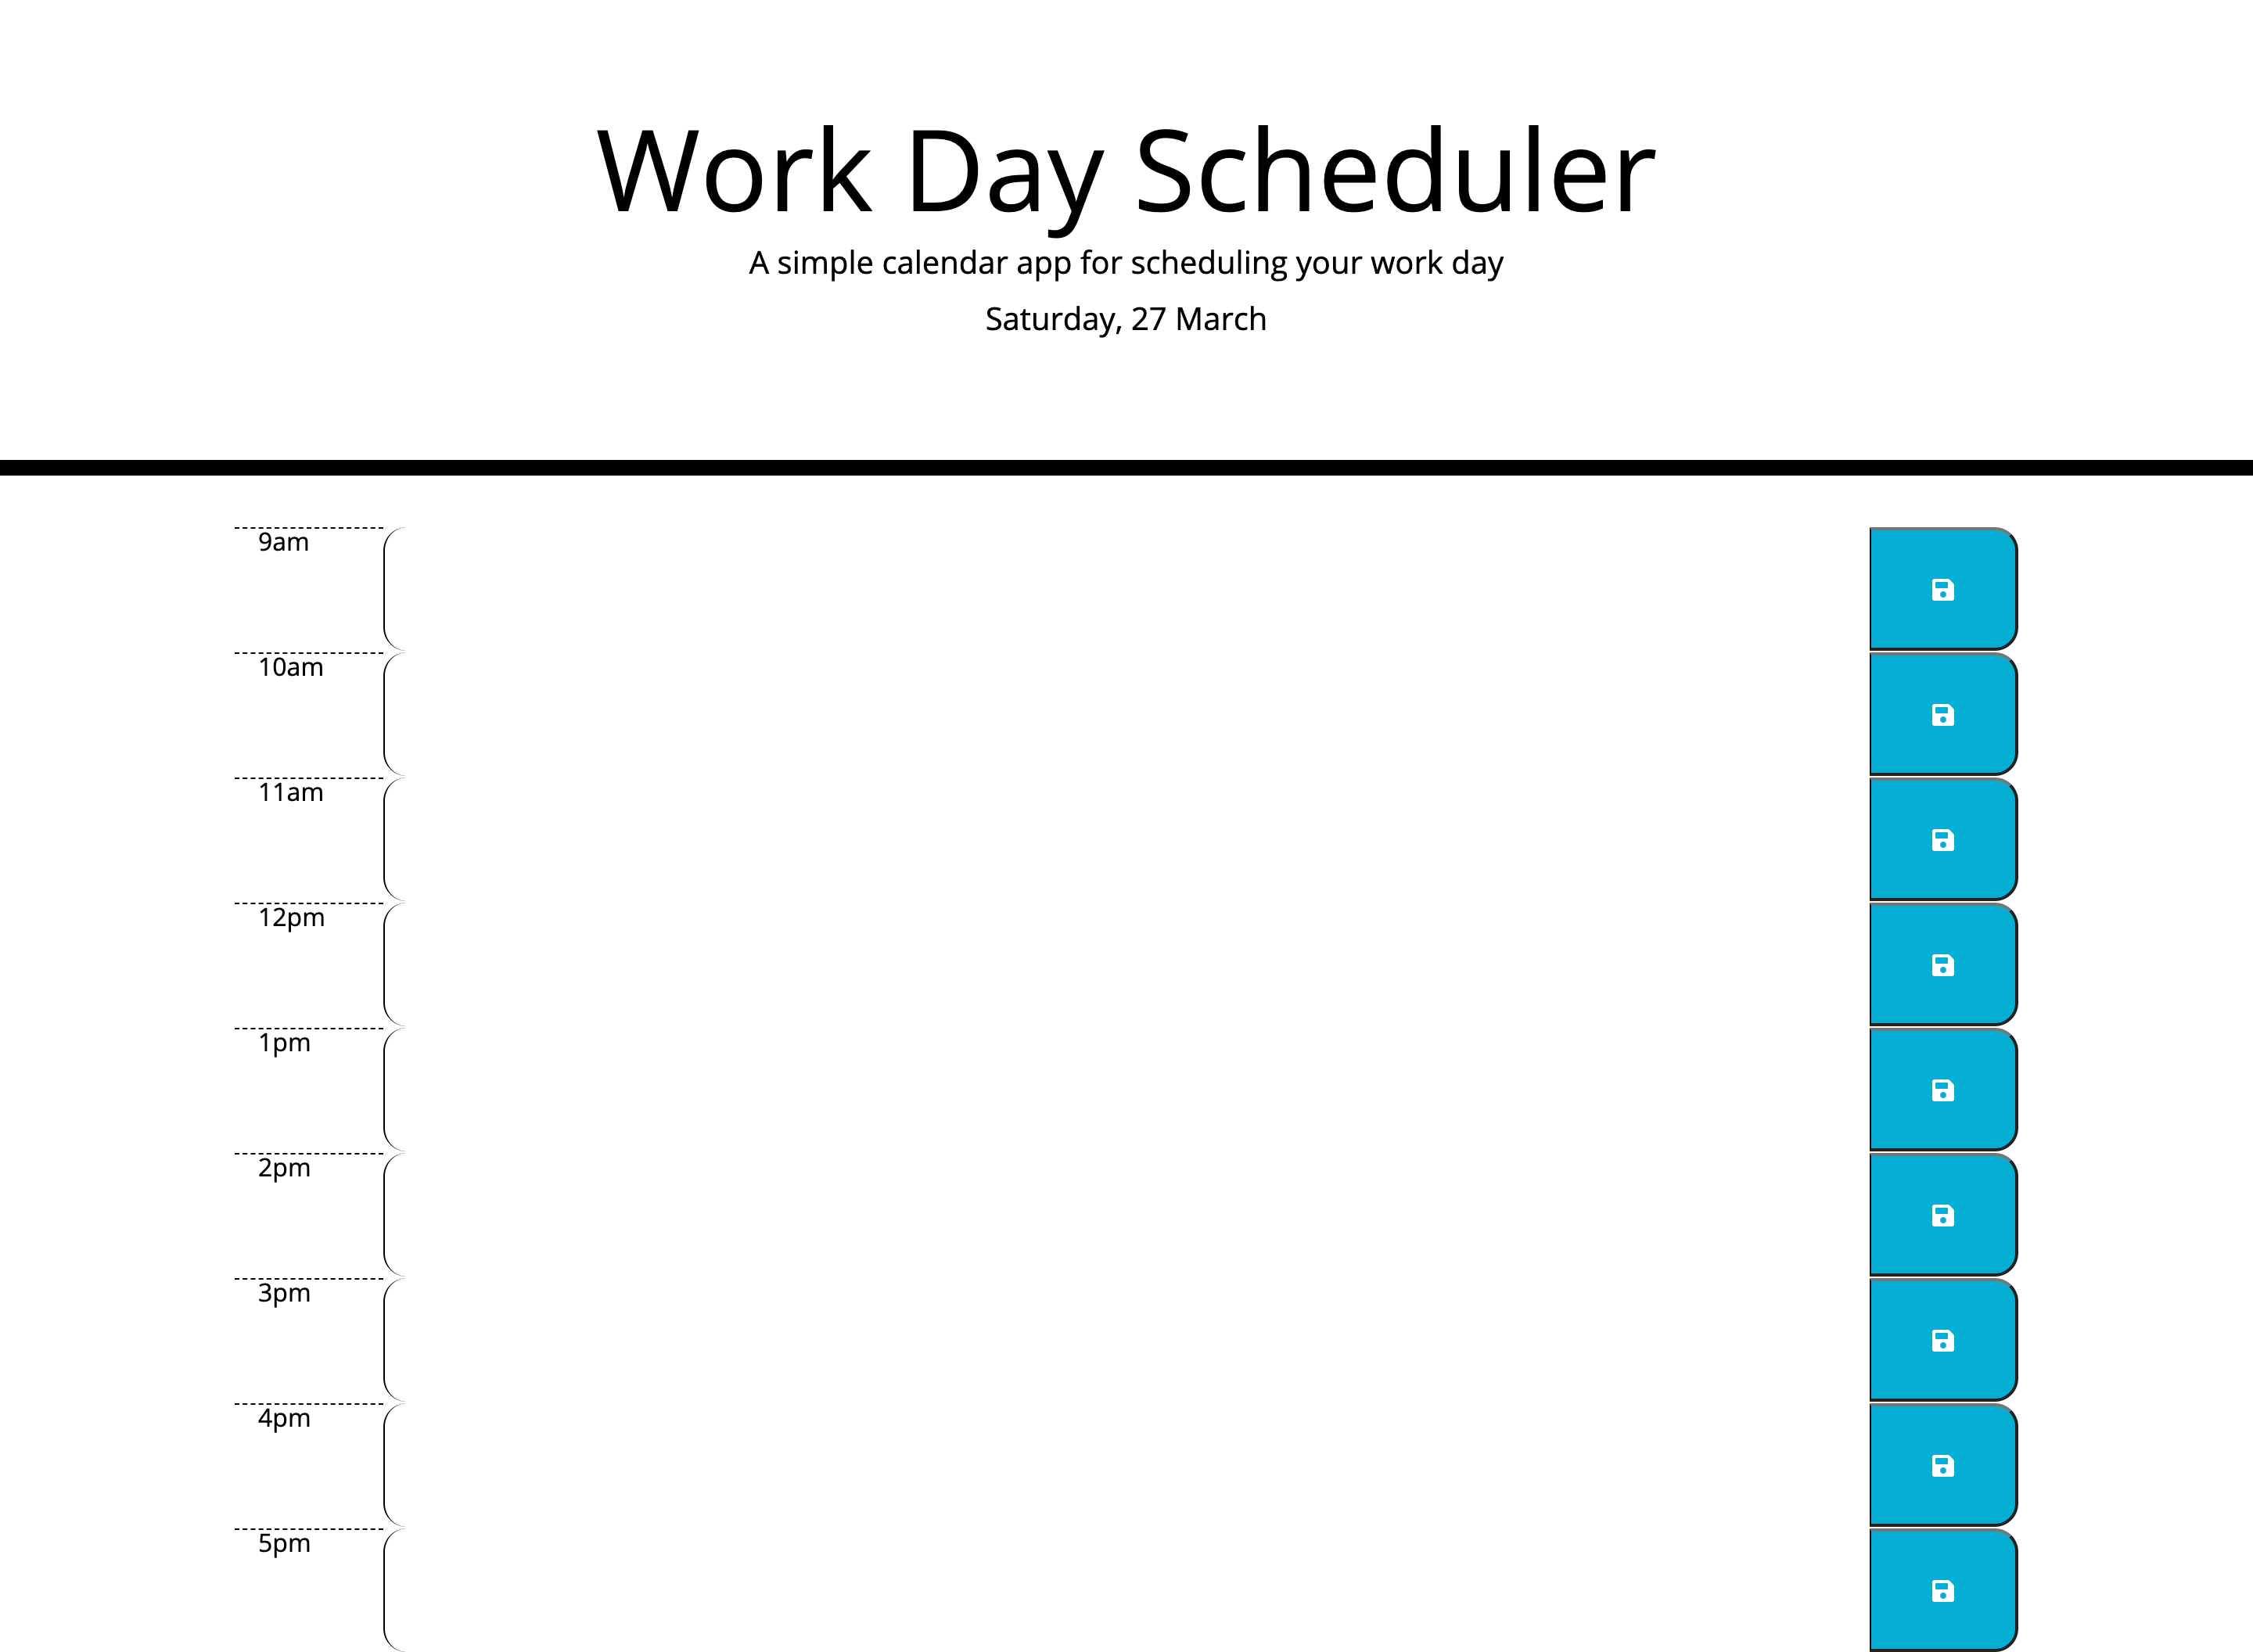 Work Day Scheduler
A simple calendar app for scheduling your work day
Saturday, 27 March
9am
10am
11am
12pm
1pm
2pm
3pm
4pm
5pm